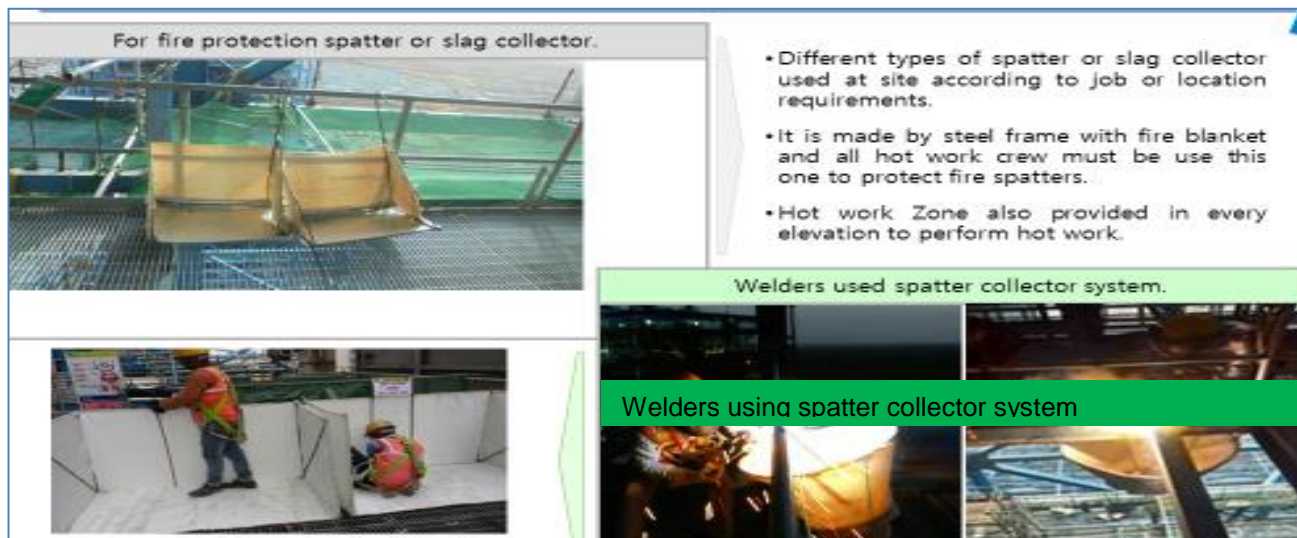 For fire protection spatter or slag collector.
• Different types of spatter or slag collector
used at site according to job or location
requirements.
• It is made by steel frame with fire blanket
and all hot work crew must be use this
one to protect fire spatters.
• Hot work Zone also provided in every
elevation to perform hot work.
Welders used spatter collector system.
Welders using spatter collector system